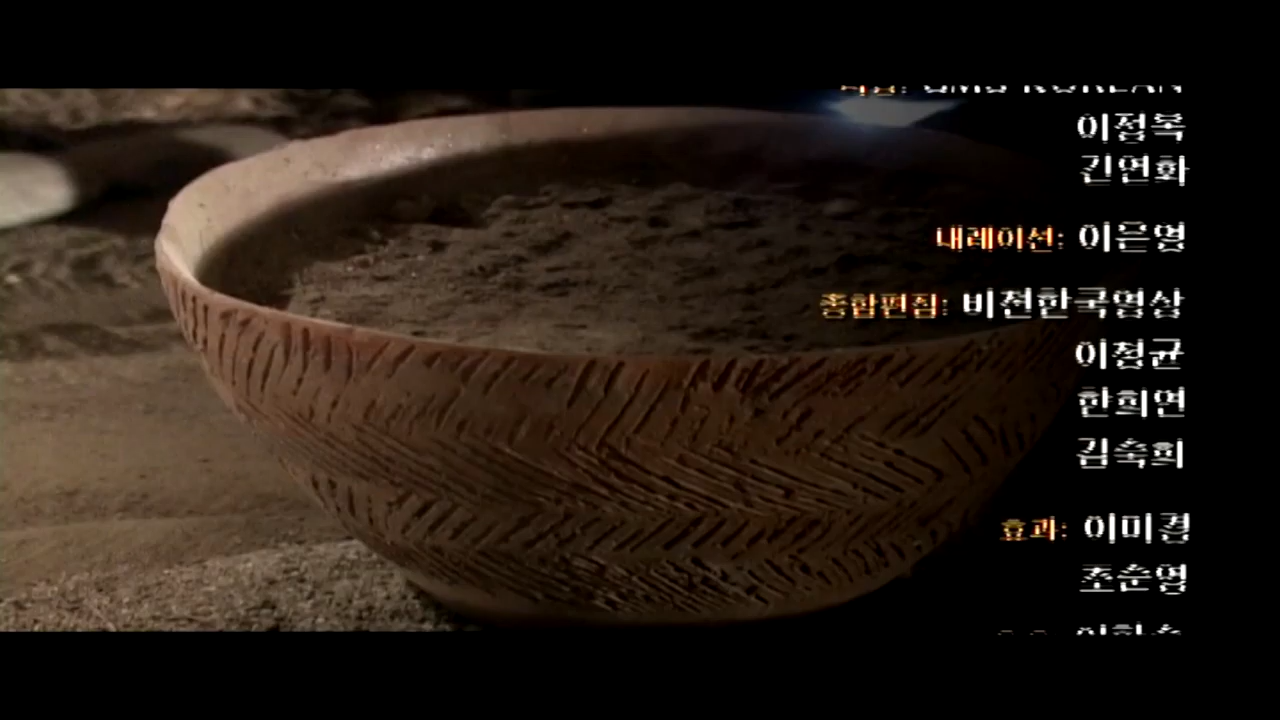 이점복
김연화
내레이션: 이은영
종합편집: 비전한국영상
이정균
한희연
김숙희
효과: 이미경
조순영